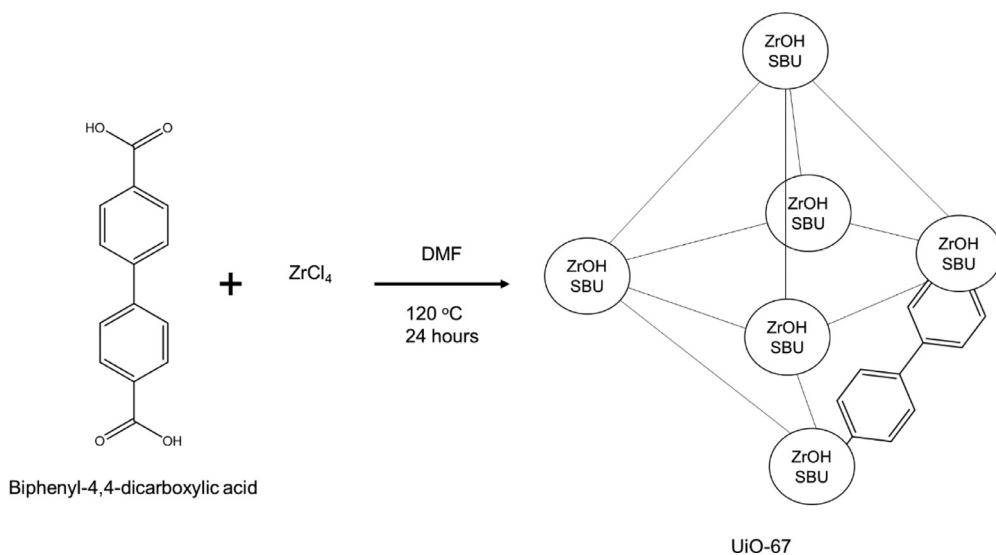 HO
O
O
OH
Biphenyl-4,4-dicarboxylic acid
+
ZrCl4
DMF
120 oC
24 hours
ZrOH
SBU
ZrOH
SBU
ZrOH
SBU
ZrOH
SBU
ZrOH
SBU
ZrOH
SBU
UiO-67